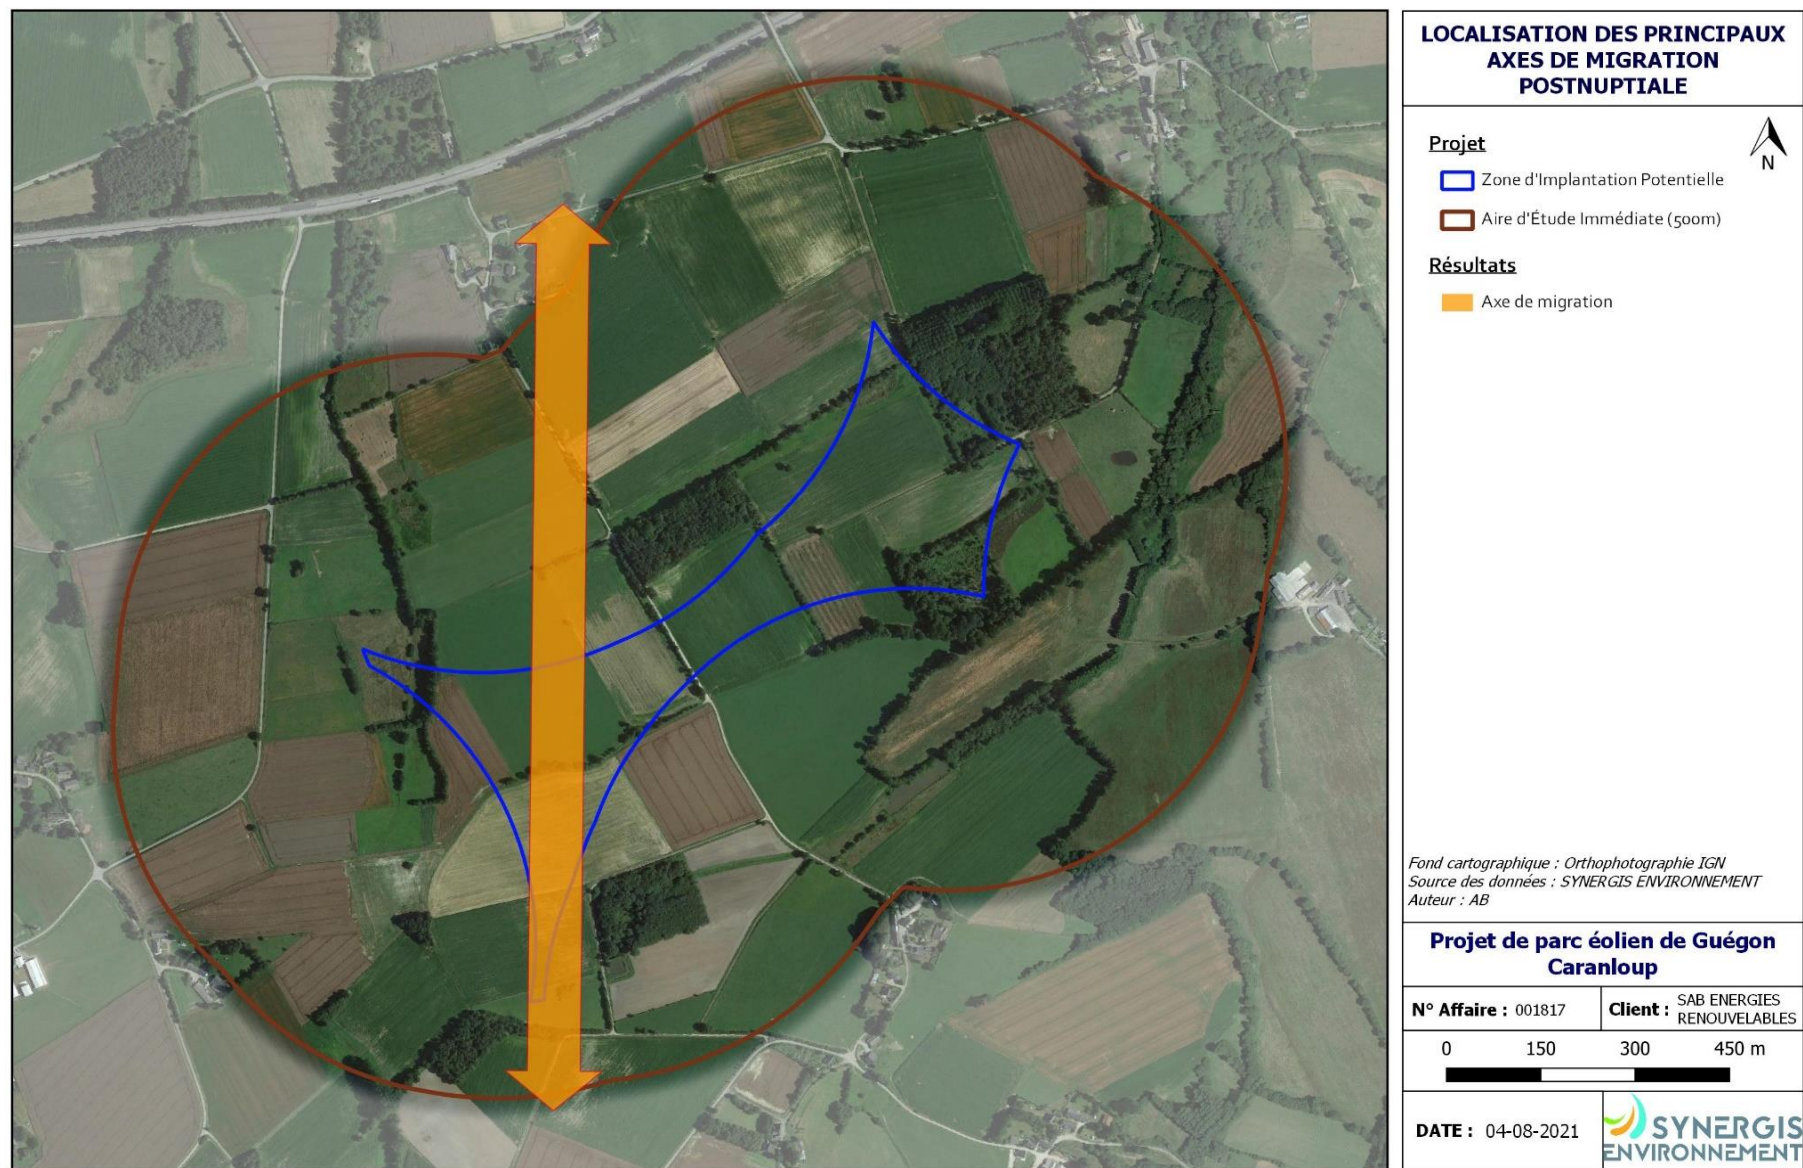 LOCALISATION DES PRINCIPAUX
AXES DE MIGRATION
POSTNUPTIALE
Projet
N
Zone d'Implantation Potentielle
Aire d'Étude Immédiate (500m)
Résultats
Axe de migration
Fond cartographique : Orthophotographie IGN
Source des données : SYNERGIS ENVIRONNEMENT
Auteur : AB
Projet de parc éolien de Guégon
Caranloup
N° Affaire : 001817
Client : SAB ENERGIES
RENOUVELABLES
0 150 300 450 m
DATE : 04-08-2021
SYNERGIS
ENVIRONNEMENT